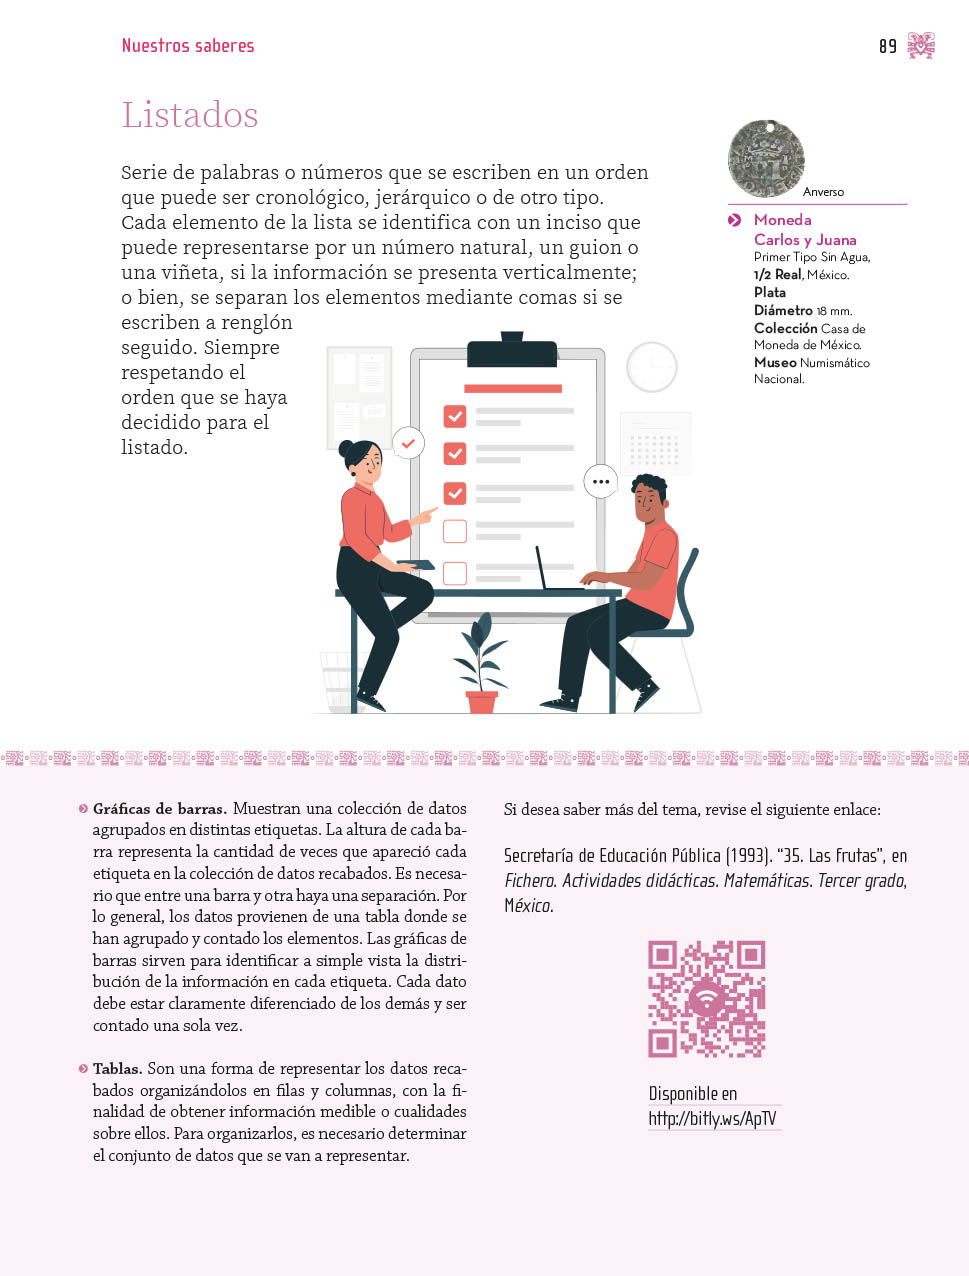 Nuestros saberes
89
Listados
Serie de palabras o números que se escriben en un orden
que puede ser cronológico, jerárquico o de otro tipo.
Cada elemento de la lista se identifica con un inciso que
puede representarse por un número natural, un guion o
una viñeta, si la información se presenta verticalmente;
o bien, se separan los elementos mediante comas si se
escriben a renglón
seguido. Siempre
respetando el
orden que se haya
decidido para el
listado.
Anverso
Moneda
Carlos y Juana
Primer Tipo Sin Agua,
1/2 Real, México.
Plata
Diámetro 18 mm.
Colección Casa de
Moneda de México.
Museo Numismático
Nacional.
Gráficas de barras. Muestran una colección de datos
agrupados en distintas etiquetas. La altura de cada ba-
rra representa la cantidad de veces que apareció cada
etiqueta en la colección de datos recabados. Es necesa-
rio que entre una barra y otra haya una separación. Por
lo general, los datos provienen de una tabla donde se
han agrupado y contado los elementos. Las gráficas de
barras sirven para identificar a simple vista la distri-
bución de la información en cada etiqueta. Cada dato
debe estar claramente diferenciado de los demás y ser
contado una sola vez.
Tablas. Son una forma de representar los datos reca-
bados organizándolos en filas y columnas, con la fi-
nalidad de obtener información medible o cualidades
sobre ellos. Para organizarlos, es necesario determinar
el conjunto de datos que se van a representar.
Si desea saber más del tema, revise el siguiente enlace:
Secretaría de Educación Pública (1993). “35. Las frutas”, en
Fichero. Actividades didácticas. Matemáticas. Tercer grado,
México.
Disponible en
http://bitly.ws/ApTV